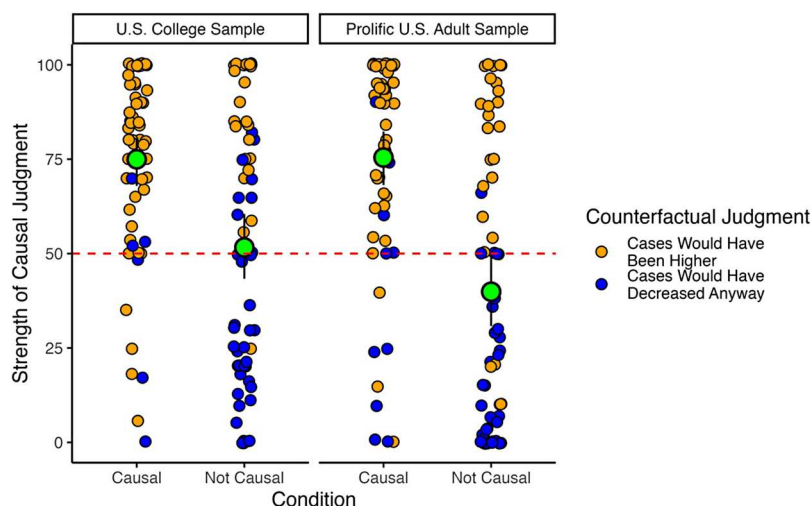 U.S. College Sample
Prolific U.S. Adult Sample
100
75
50
25
0
Strength of Causal Judgment
Causal
Not Causal
Causal
Not Causal
Condition
Counterfactual Judgment
Cases Would Have
Been Higher
Cases Would Have
Decreased Anyway